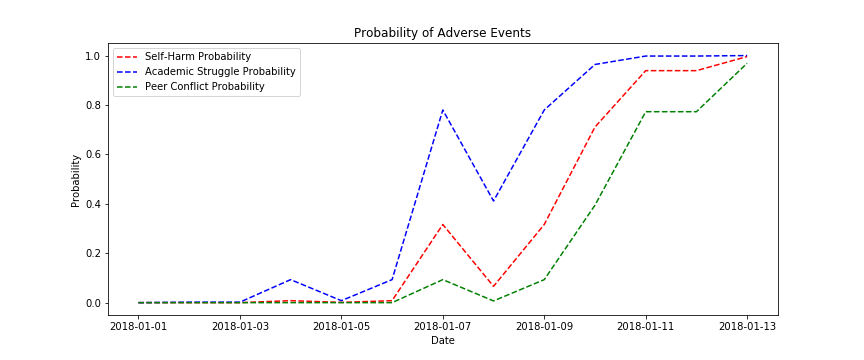 Probability of Adverse Events
Self-Harm Probability
Academic Struggle Probability
Peer Conflict Probability
Probability
1.0
0.8
0.6
0.4
0.2
0.0
2018-01-01 2018-01-03 2018-01-05 2018-01-07 2018-01-09 2018-01-11 2018-01-13
Date